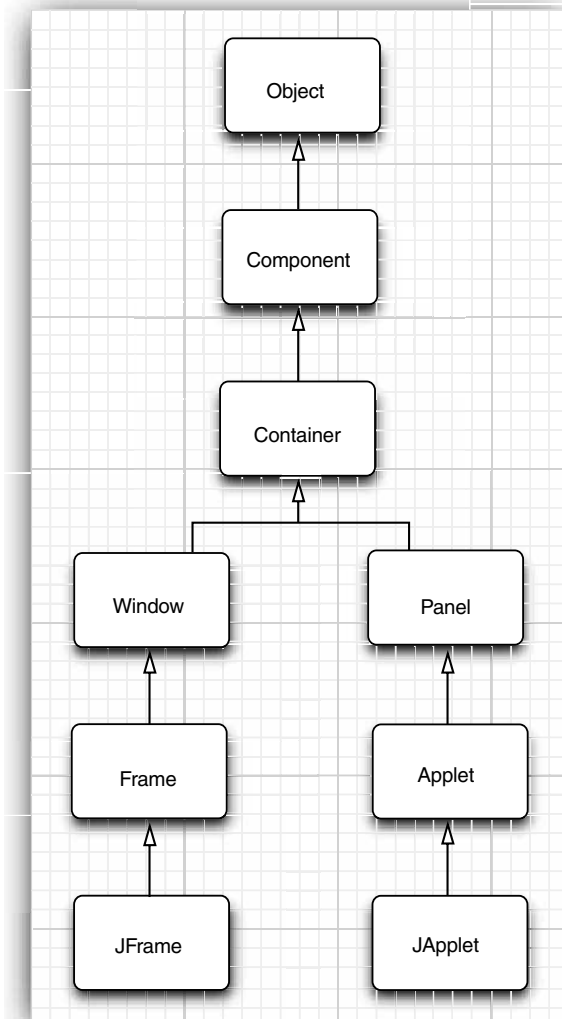 Object
Component
Container
Window
Panel
Frame
Applet
JFrame
JApplet